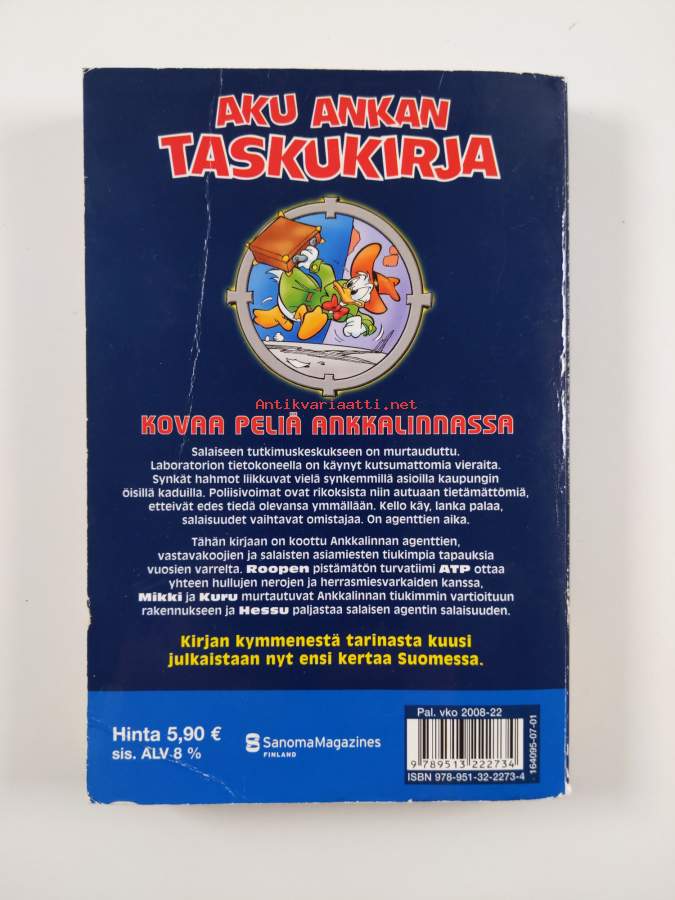 AKU ANKAN
TASKUKIRJA
Antikvariaatti.net
KOVAA PELIÄ ANKKALINNASSA
Salaiseen tutkimuskeskukseen on murtauduttu.
Laboratorion tietokoneella on käynyt kutsumattomia vieraita.
Synkät hahmot liikkuvat vielä synkemmillä asioilla kaupungin
öisillä kaduilla. Poliisivoimat ovat rikoksista niin autuaan tietämättömiä,
etteivät edes tiedä olevansa ymmällään. Kello käy, lanka palaa,
salaisuudet vaihtavat omistajaa. On agenttien aika.
Tähän kirjaan on koottu Ankkalinnan agenttien,
vastavakoojien ja salaisten asiamiesten tiukimpia tapauksia
vuosien varrelta. Roopen pistämätön turvatiimi ATP ottaa
yhteen hullujen nerojen ja herrasmiesvarkaiden kanssa,
Mikki ja Kuru murtautuvat Ankkalinnan tiukimmin vartioituun
rakennukseen ja Hessu paljastaa salaisen agentin salaisuuden.
Kirjan kymmenestä tarinasta kuusi
julkaistaan nyt ensi kertaa Suomessa.
Hinta 5,90 €
sis. ALV 8 %
SanomaMagazines
FINLAND
Pal. vko 2008-22
9 789513 222734
ISBN 978-951-32-2273-4
164095-07-01